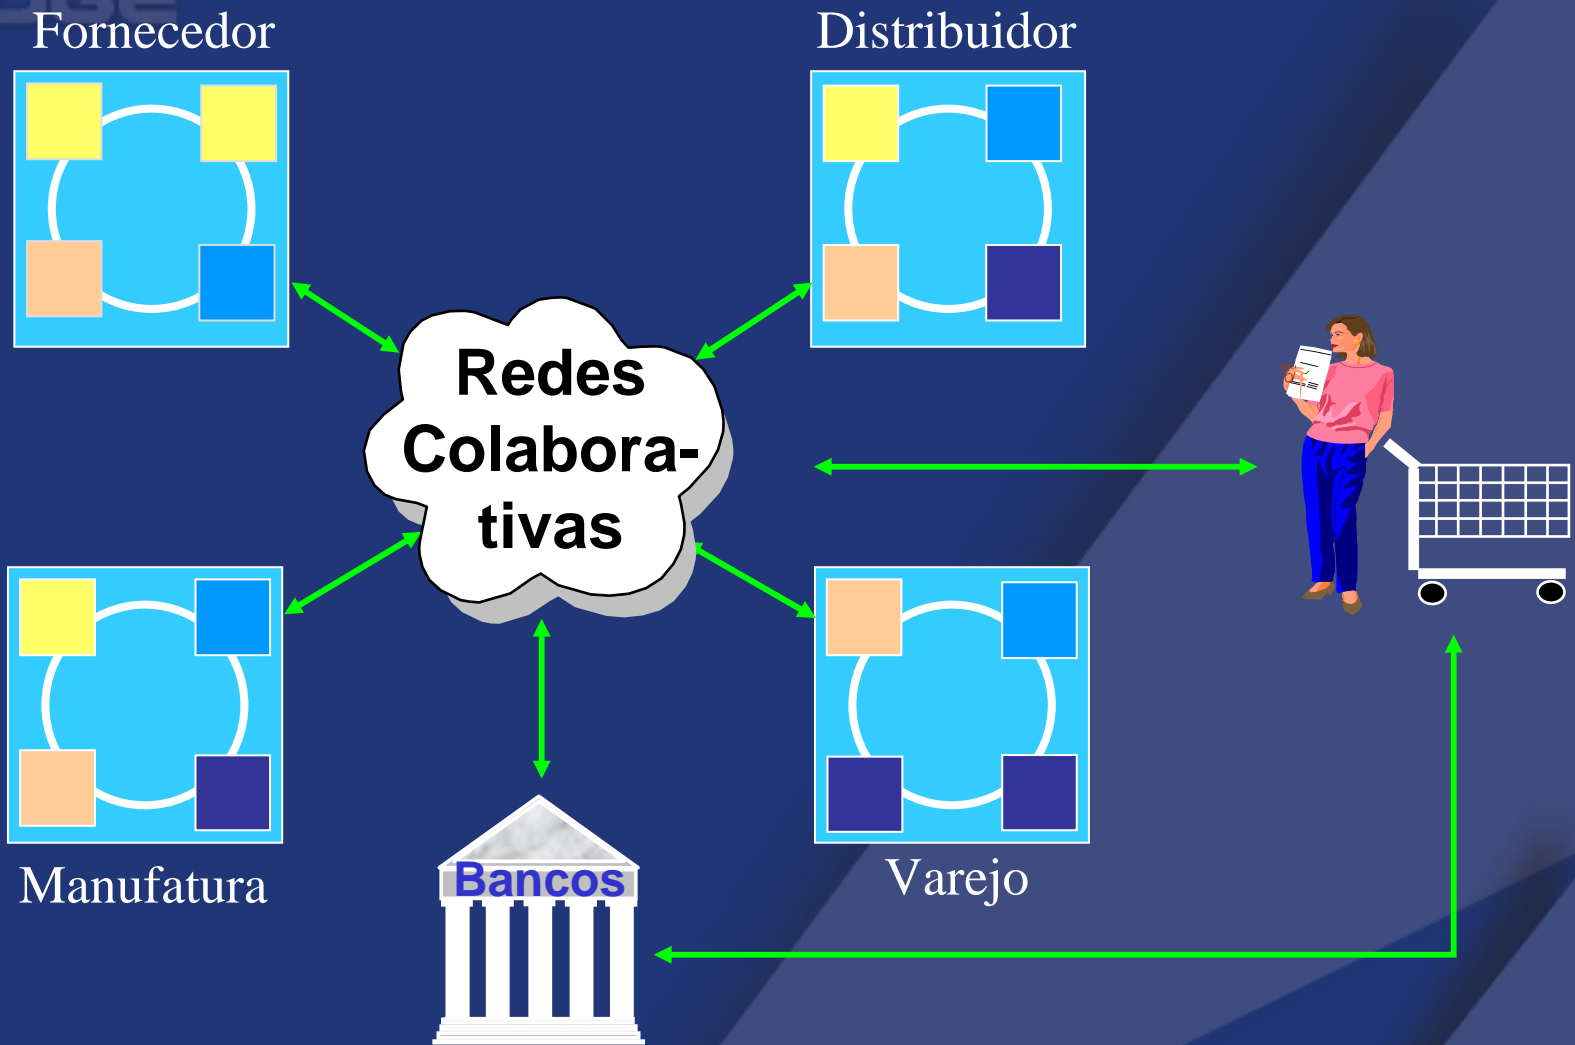 Fornecedor
Distribuidor
Redes
Colabora-
tivas
Manufatura
Bancos
Varejo